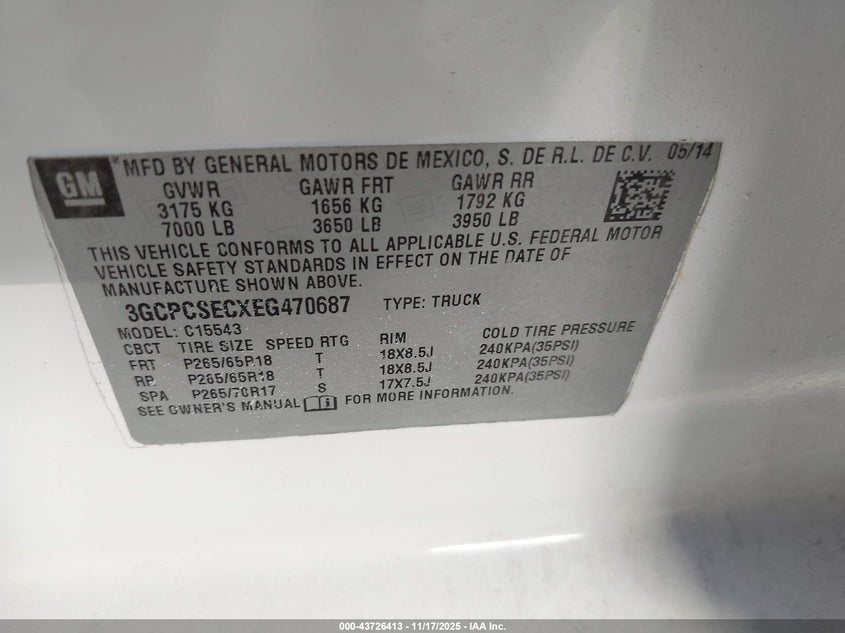 GM
MFD BY GENERAL MOTORS DE MEXICO, S. DE R.L. DE C.V. 05/14
GVWR GAWR FRT GAWR RR
3175 KG 1656 KG 1792 KG
7000 LB 3650 LB 3950 LB
THIS VEHICLE CONFORMS TO ALL APPLICABLE U.S. FEDERAL MOTOR
VEHICLE SAFETY STANDARDS IN EFFECT ON THE DATE OF
MANUFACTURE SHOWN ABOVE.
3GCPCSECXEG470687 TYPE: TRUCK
MODEL: C15543
CBCT TIRE SIZE SPEED RTG RIM COLD TIRE PRESSURE
FRT P265/65R18 T 18X8.5J 240KPA(35PSI)
RR P265/65R18 T 18X8.5J 240KPA(35PSI)
SPA P265/70R17 S 17X7.5J 240KPA(35PSI)
SEE OWNER'S MANUAL FOR MORE INFORMATION.
000-43726413 - 11/17/2025 - IAA Inc.